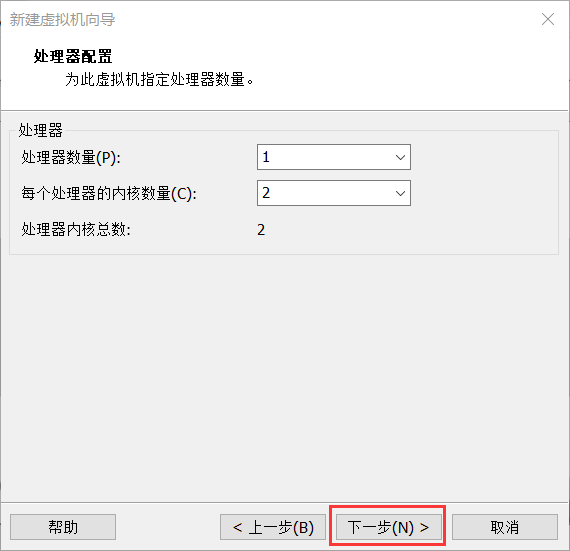 新建虚拟机向导
处理器配置
为此虚拟机指定处理器数量。
处理器
处理器数量(P): 1
每个处理器的内核数量(C): 2
处理器内核总数: 2
帮助 < 上一步(B) 下一步(N) > 取消